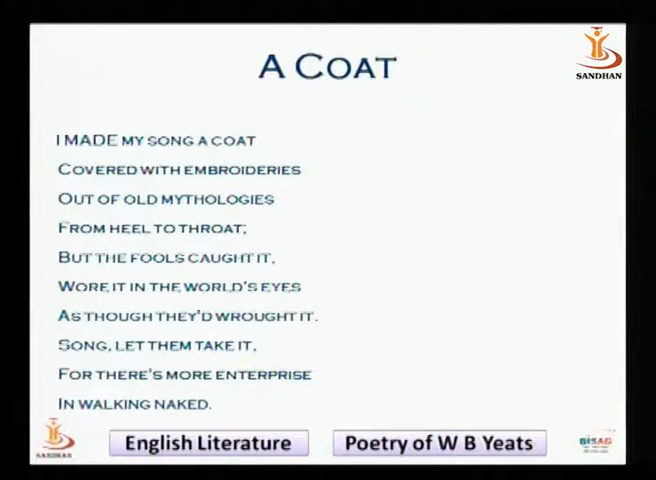 A COAT
SANDHAN
I MADE MY SONG A COAT
COVERED WITH EMBROIDERIES
OUT OF OLD MYTHOLOGIES
FROM HEEL TO THROAT;
BUT THE FOOLS CAUGHT IT,
WORE IT IN THE WORLD'S EYES
AS THOUGH THEY'D WROUGHT IT.
SONG, LET THEM TAKE IT,
FOR THERE'S MORE ENTERPRISE
IN WALKING NAKED.
SANDHAN
English Literature
Poetry of W B Yeats
BISAG